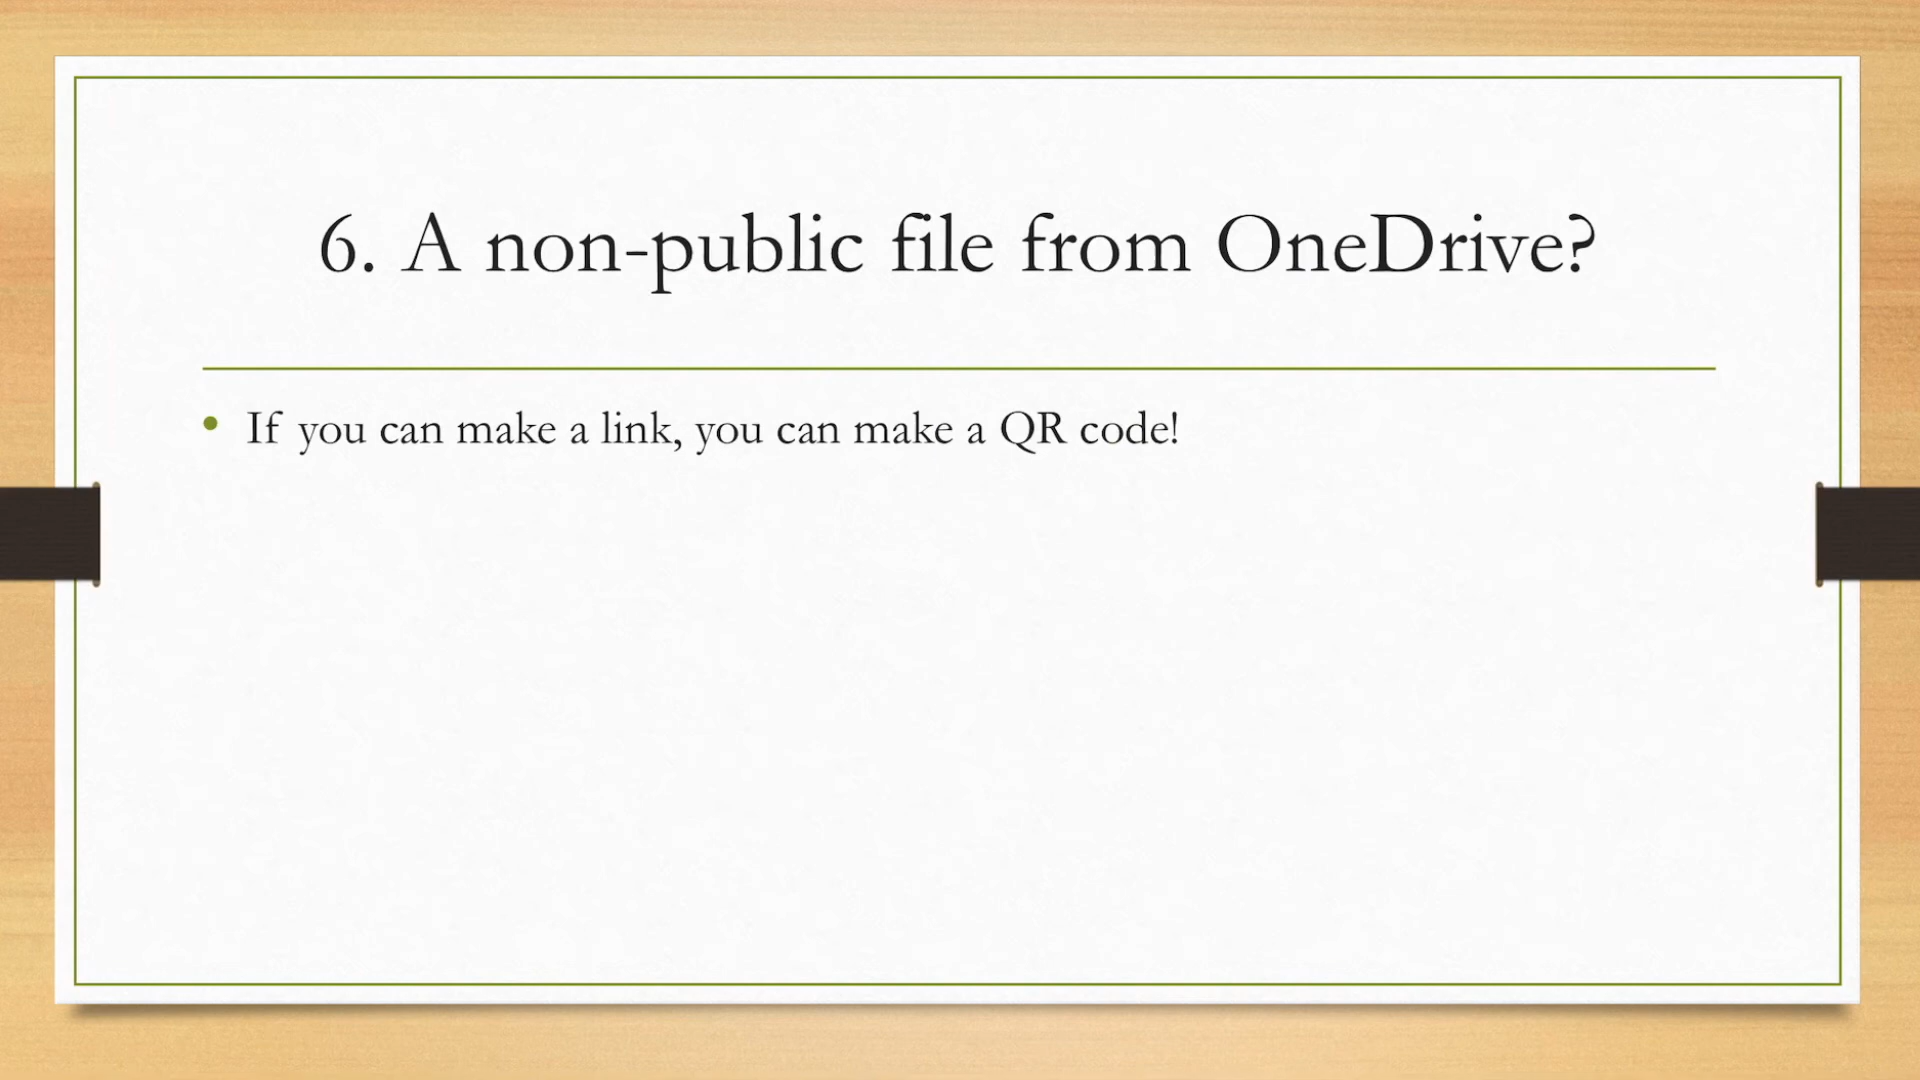 6. A non-public file from OneDrive?
• If you can make a link, you can make a QR code!